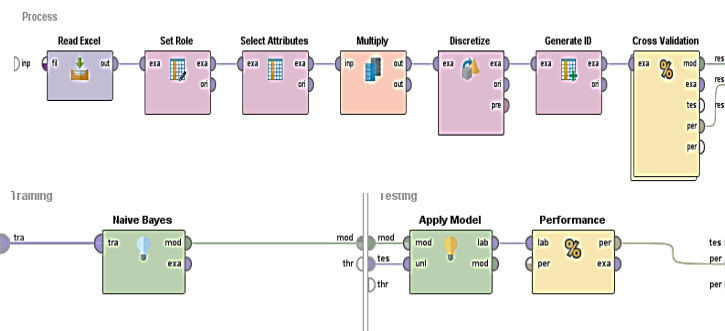 Process
Read Excel Set Role Select Attributes Multiply Discretize Generate ID Cross Validation
inp fil out exa exa exa exa inp out exa exa exa exa exa mod res
ori ori out ori ori exa res
pre tes res
per
per
Training Testing
Naive Bayes Apply Model Performance
tra tra mod mod mod mod lab lab per tes
exa thr tes unl mod per exa per
thr per